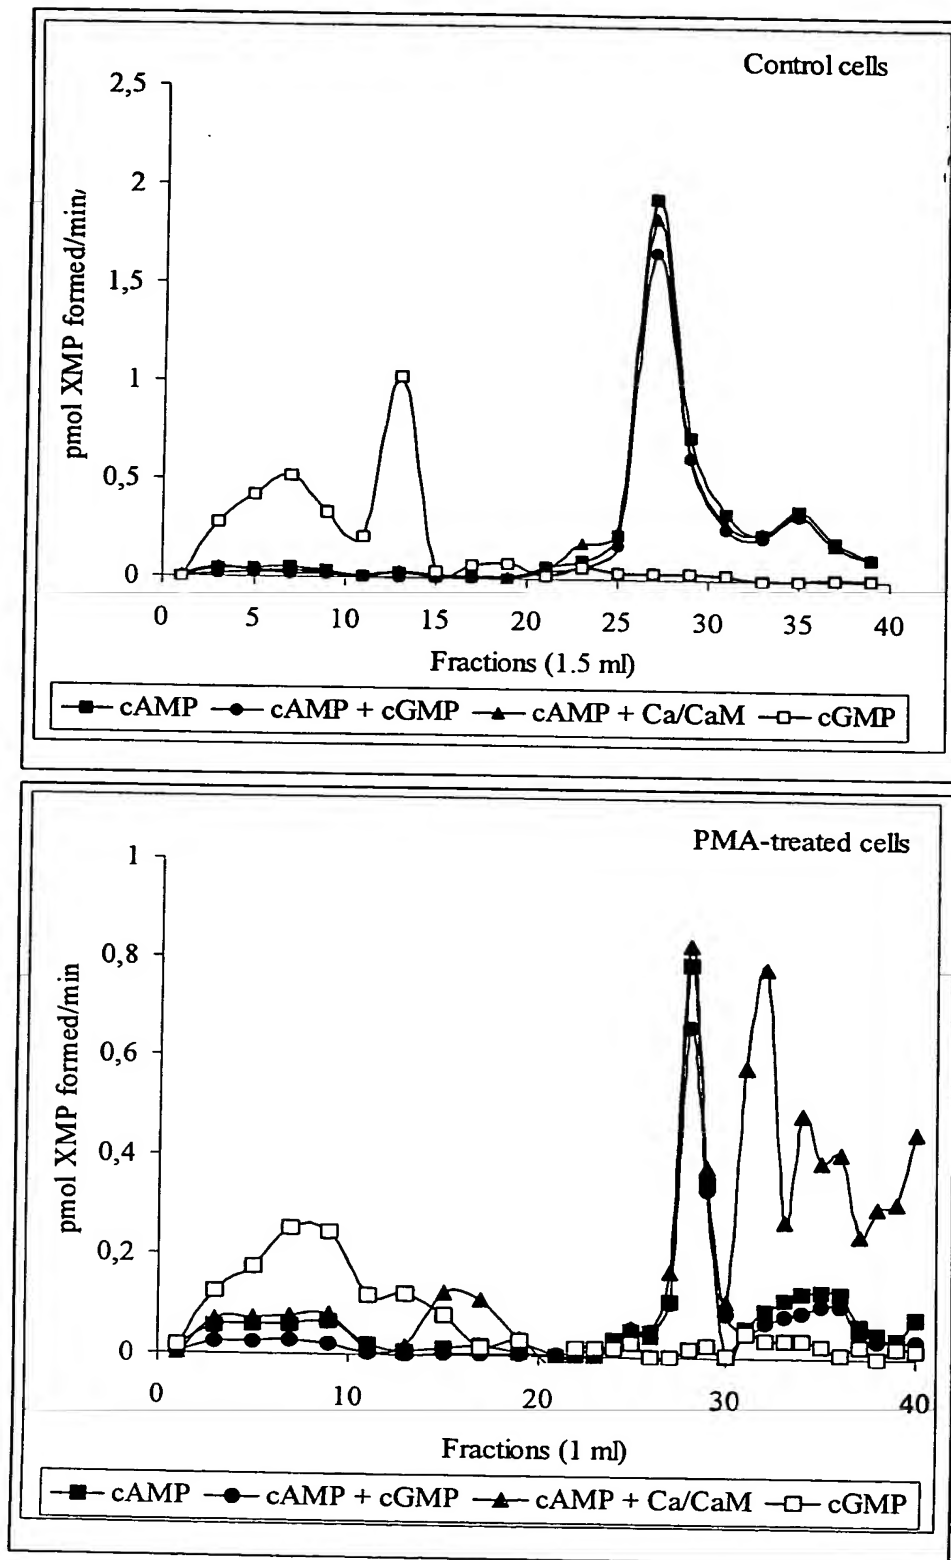 Control cells
2,5
2
1,5
1
0,5
0
pmol XMP formed/min,
0 5 10 15 20 25 30 35 40
Fractions (1.5 ml)
cAMP cAMP + cGMP cAMP + Ca/CaM cGMP
PMA-treated cells
1
0,8
0,6
0,4
0,2
0
pmol XMP formed/min
0 10 20 30 40
Fractions (1 ml)
cAMP cAMP + cGMP cAMP + Ca/CaM cGMP